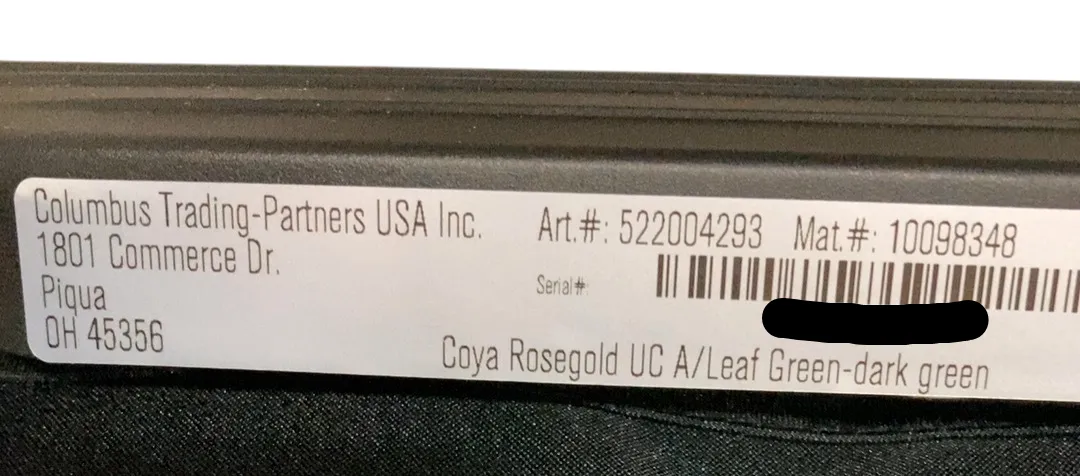 Columbus Trading-Partners USA Inc.
1801 Commerce Dr.
Piqua
OH 45356
Art.#: 522004293 Mat.#: 10098348
Serial#:
Coya Rosegold UC A/Leaf Green-dark green